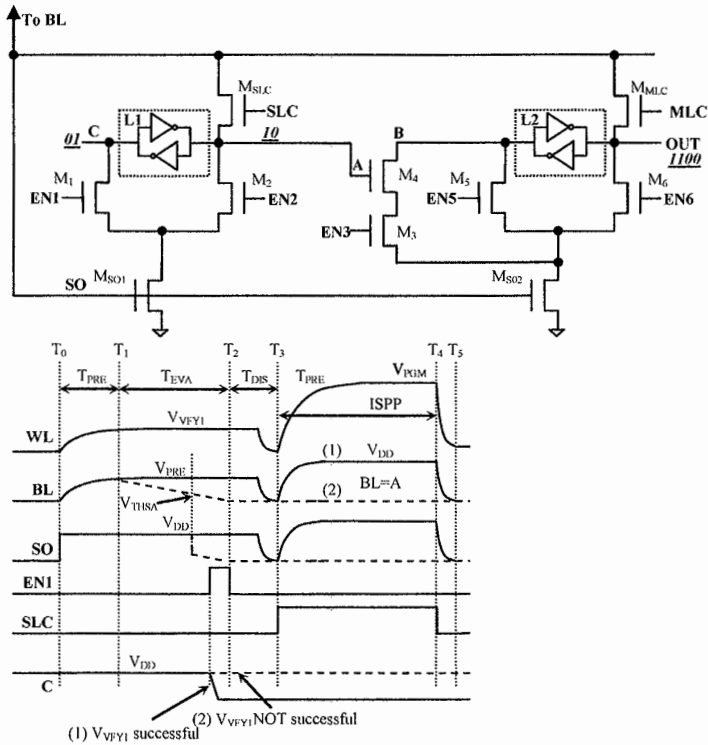 To BL
M_SLC
SLC
M_MLC
MLC
C
L1
01
10
B
L2
OUT
1100
A
M_1
M_2
M_4
M_5
M_6
EN1
EN2
EN3
M_3
EN5
EN6
SO
M_SO1
M_S02
T_0
T_1
T_2
T_3
T_4
T_5
T_PRE
T_EVA
T_DIS
T_PRE
V_PGM
ISPP
WL
V_VFY1
(1)
V_DD
BL
V_PRE
(2)
BL=A
V_THSA
V_DD
SO
EN1
SLC
V_DD
C
(1) V_VFY1 successful
(2) V_VFY1 NOT successful